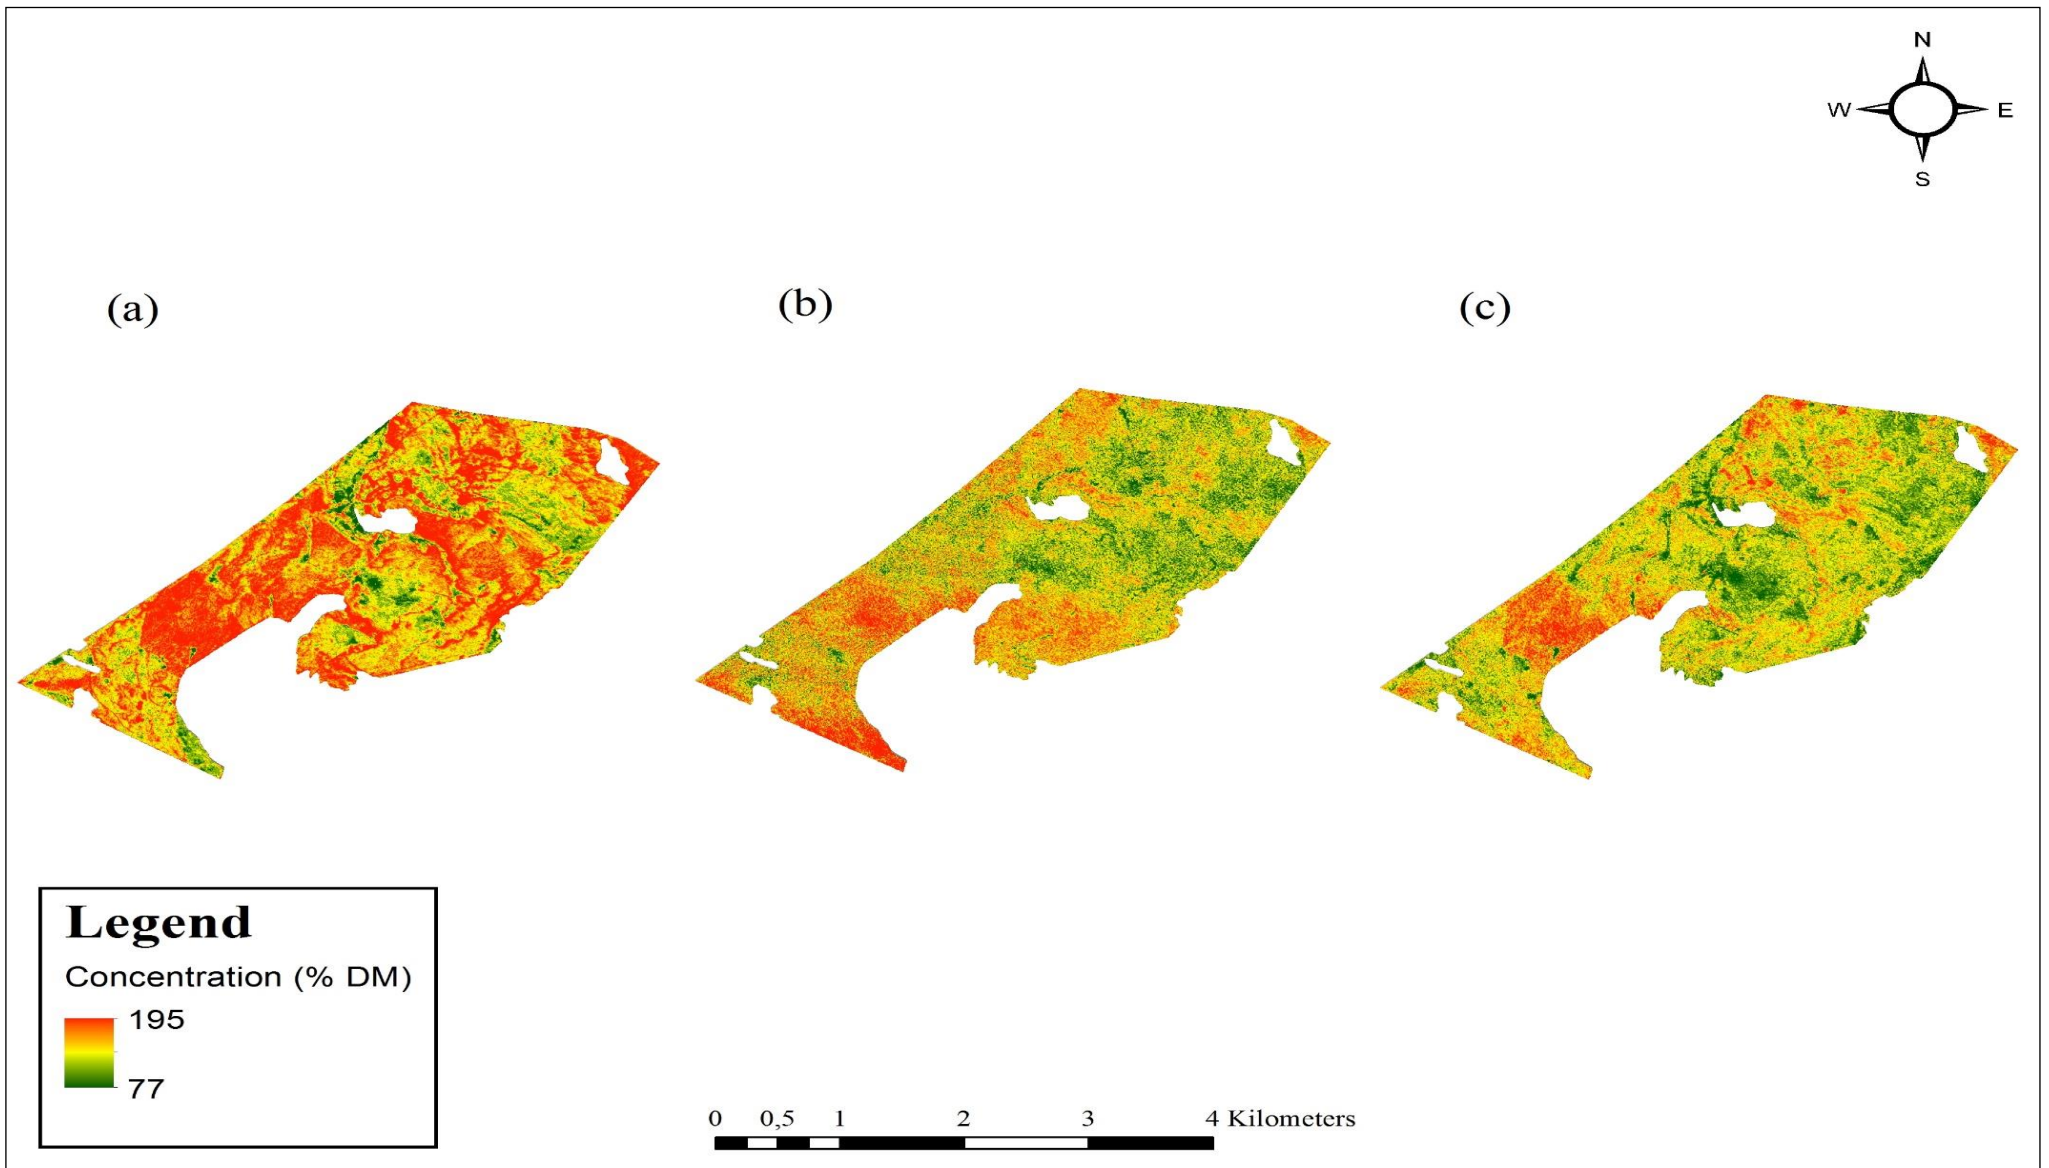 N
W E
S
(a) (b) (c)
Legend
Concentration (% DM)
195
77
0 0,5 1 2 3 4 Kilometers